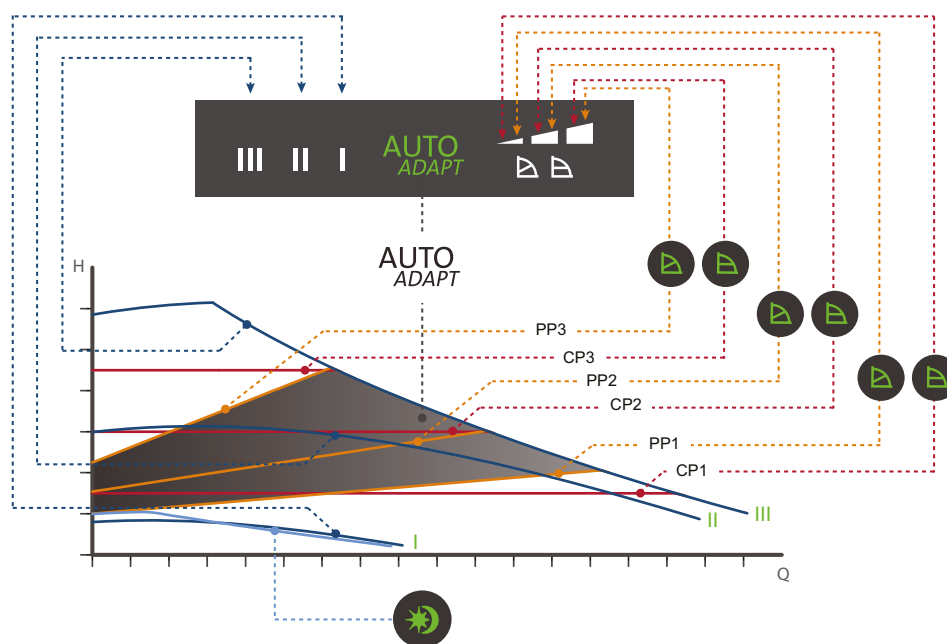 III II I AUTO
ADAPT
AUTO
ADAPT
H
PP3
CP3
PP2
CP2
PP1
CP1
III
II
I
Q